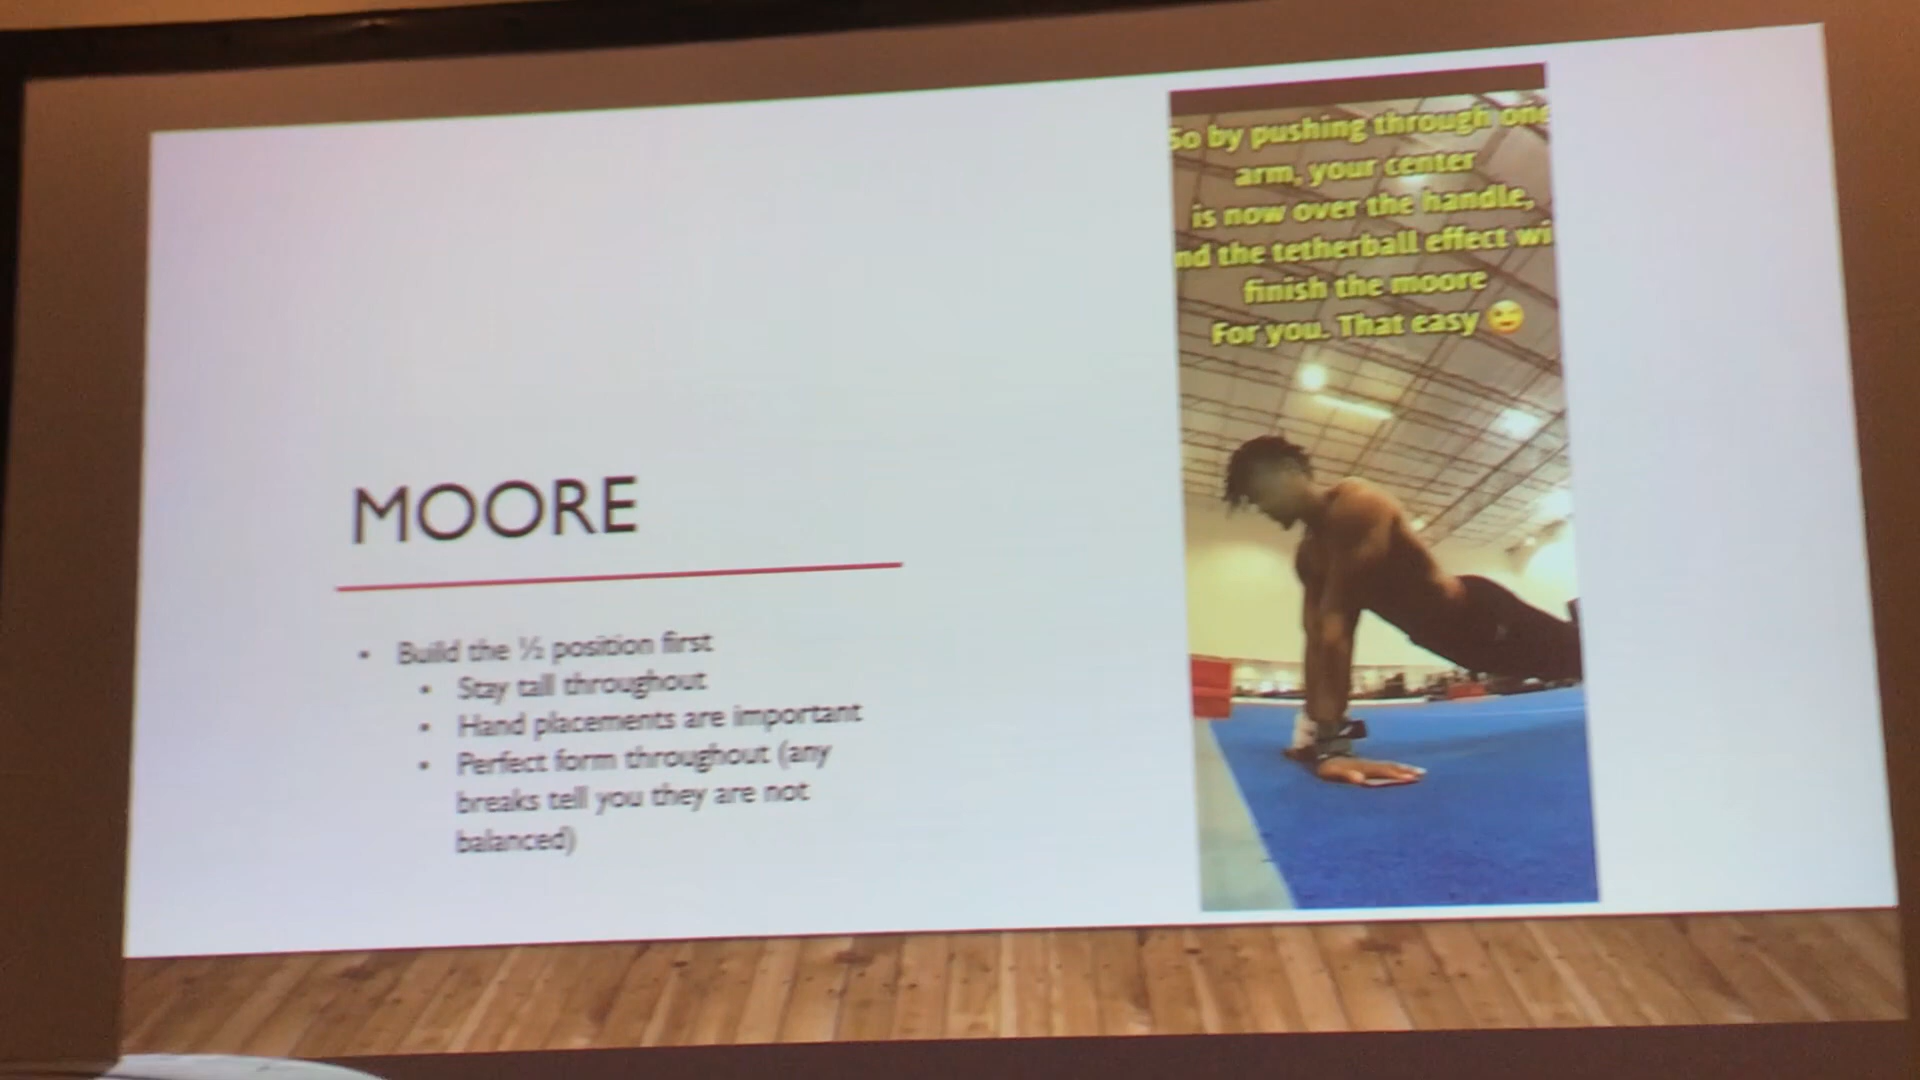 MOORE
• Build the ½ position first
• Stay tall throughout
• Hand placements are important
• Perfect form throughout (any
breaks tell you they are not
balanced)
So by pushing through one
arm, your center
is now over the handle,
nd the tetherball effect wi
finish the moore
For you. That easy 😉